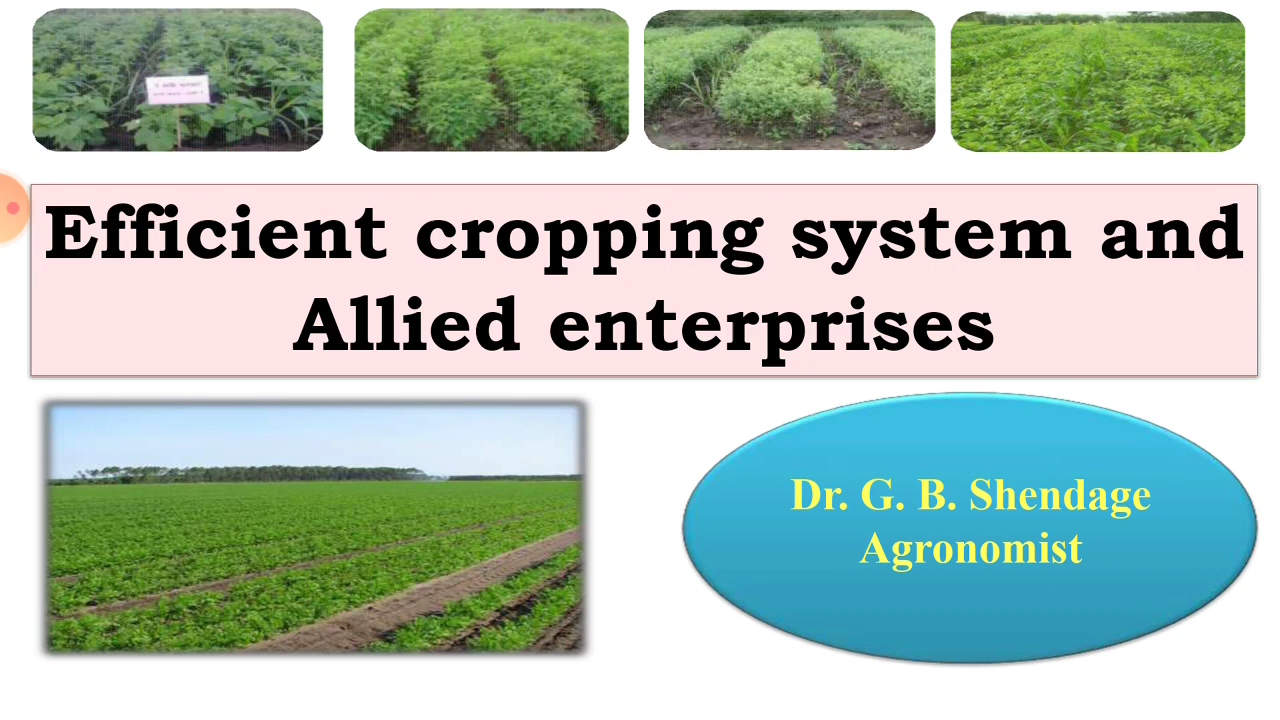 Efficient cropping system and
Allied enterprises
Dr. G. B. Shendage
Agronomist